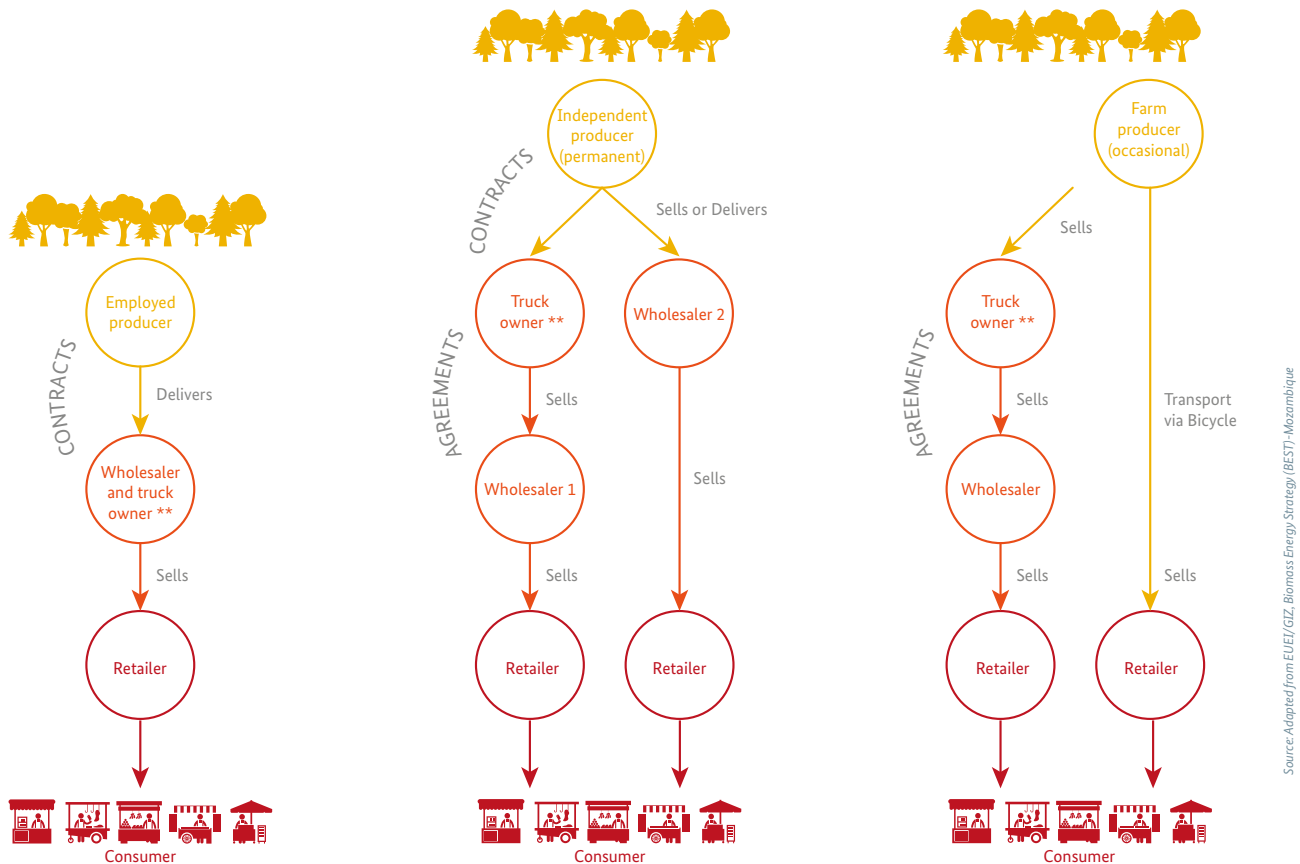 CONTRACTS
Employed
producer
Delivers
Wholesaler
and truck
owner **
Sells
Retailer
Consumer
Independent
producer
(permanent)
CONTRACTS
Sells or Delivers
Truck
owner **
Wholesaler 2
AGREEMENTS
Sells
Wholesaler 1
Sells
Sells
Retailer
Retailer
Consumer
Farm
producer
(occasional)
Sells
Truck
owner **
AGREEMENTS
Sells
Transport
via Bicycle
Wholesaler
Sells
Sells
Retailer
Retailer
Consumer
Source: Adapted from EUEI/GIZ, Biomass Energy Strategy (BEST)-Mozambique